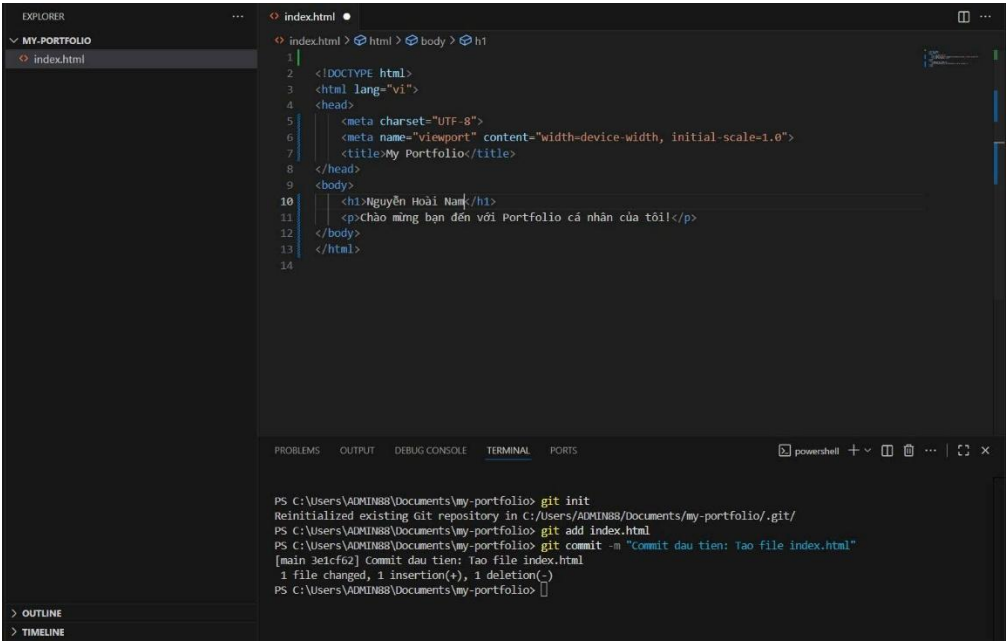 EXPLORER ...
index.html
MY-PORTFOLIO
index.html
index.html > html > body > h1
1
2 <!DOCTYPE html>
3 <html lang="vi">
4 <head>
5 <meta charset="UTF-8">
6 <meta name="viewport" content="width=device-width, initial-scale=1.0">
7 <title>My Portfolio</title>
8 </head>
9 <body>
10 <h1>Nguyễn Hoài Nam</h1>
11 <p>Chào mừng bạn đến với Portfolio cá nhân của tôi!</p>
12 </body>
13 </html>
14
PROBLEMS OUTPUT DEBUG CONSOLE TERMINAL PORTS powershell
PS C:\Users\ADMIN88\Documents\my-portfolio> git init
Reinitialized existing Git repository in C:/Users/ADMIN88/Documents/my-portfolio/.git/
PS C:\Users\ADMIN88\Documents\my-portfolio> git add index.html
PS C:\Users\ADMIN88\Documents\my-portfolio> git commit -m "Commit dau tien: Tao file index.html"
[main 3e1cf62] Commit dau tien: Tao file index.html
1 file changed, 1 insertion(+), 1 deletion(-)
PS C:\Users\ADMIN88\Documents\my-portfolio>
OUTLINE
TIMELINE